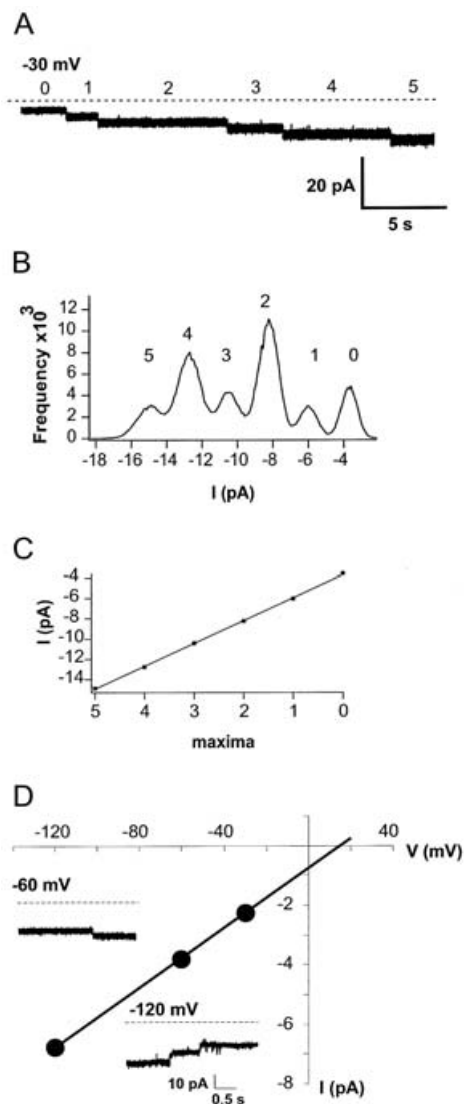 A
-30 mV
0 1 2 3 4 5
20 pA
5 s
B
Frequency x10³
12
10
8
6
4
2
0
5 4 3 2 1 0
-18 -16 -14 -12 -10 -8 -6 -4
I (pA)
C
I (pA)
-4
-6
-8
-10
-12
-14
5 4 3 2 1 0
maxima
D
-120 -80 -40 40
V (mV)
-60 mV
-2
-4
-120 mV
-6
10 pA
0.5 s
-8
I (pA)